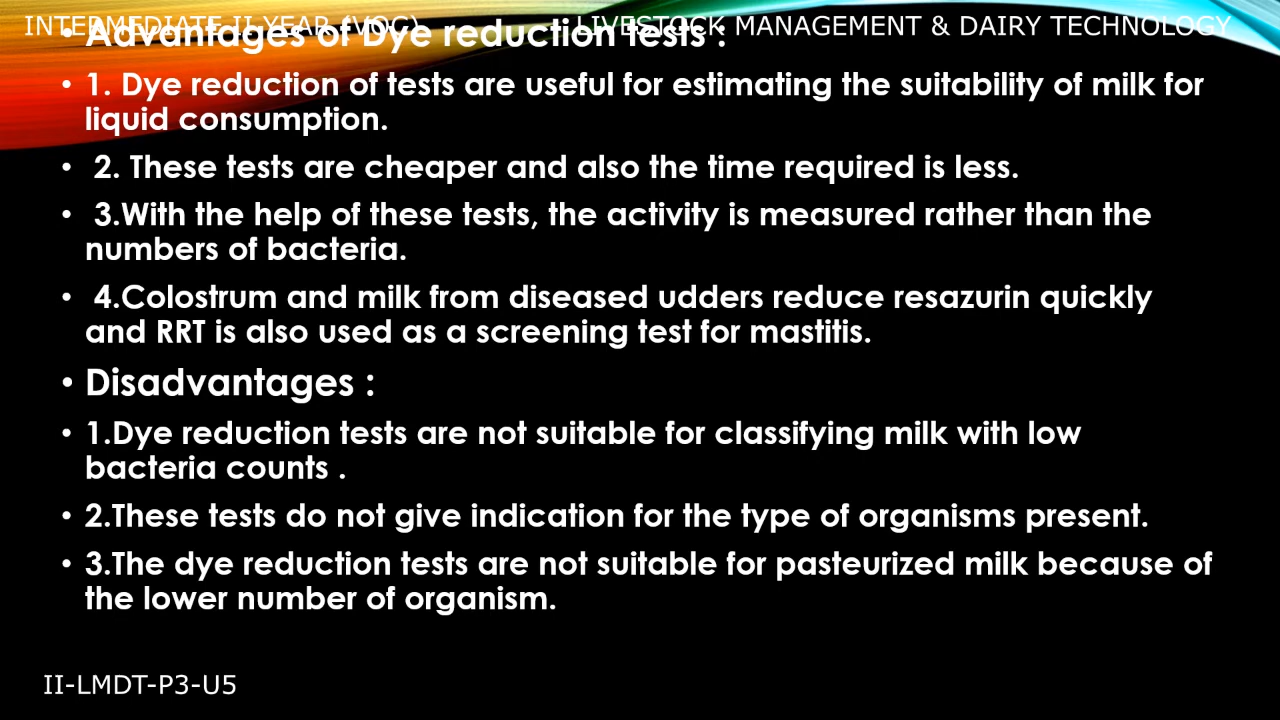 INTERMEDIATE II YEAR (VOC) LIVESTOCK MANAGEMENT & DAIRY TECHNOLOGY
• Advantages of Dye reduction tests :
• 1. Dye reduction of tests are useful for estimating the suitability of milk for
liquid consumption.
• 2. These tests are cheaper and also the time required is less.
• 3.With the help of these tests, the activity is measured rather than the
numbers of bacteria.
• 4.Colostrum and milk from diseased udders reduce resazurin quickly
and RRT is also used as a screening test for mastitis.
• Disadvantages :
• 1.Dye reduction tests are not suitable for classifying milk with low
bacteria counts .
• 2.These tests do not give indication for the type of organisms present.
• 3.The dye reduction tests are not suitable for pasteurized milk because of
the lower number of organism.
II-LMDT-P3-U5